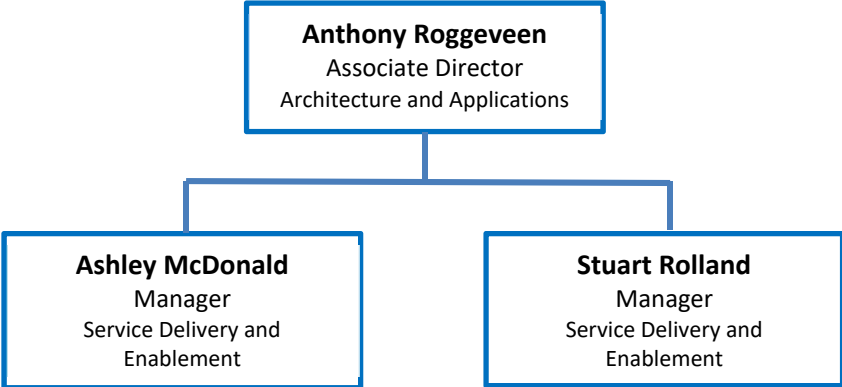 Anthony Roggeveen
Associate Director
Architecture and Applications
Ashley McDonald
Manager
Service Delivery and
Enablement
Stuart Rolland
Manager
Service Delivery and
Enablement